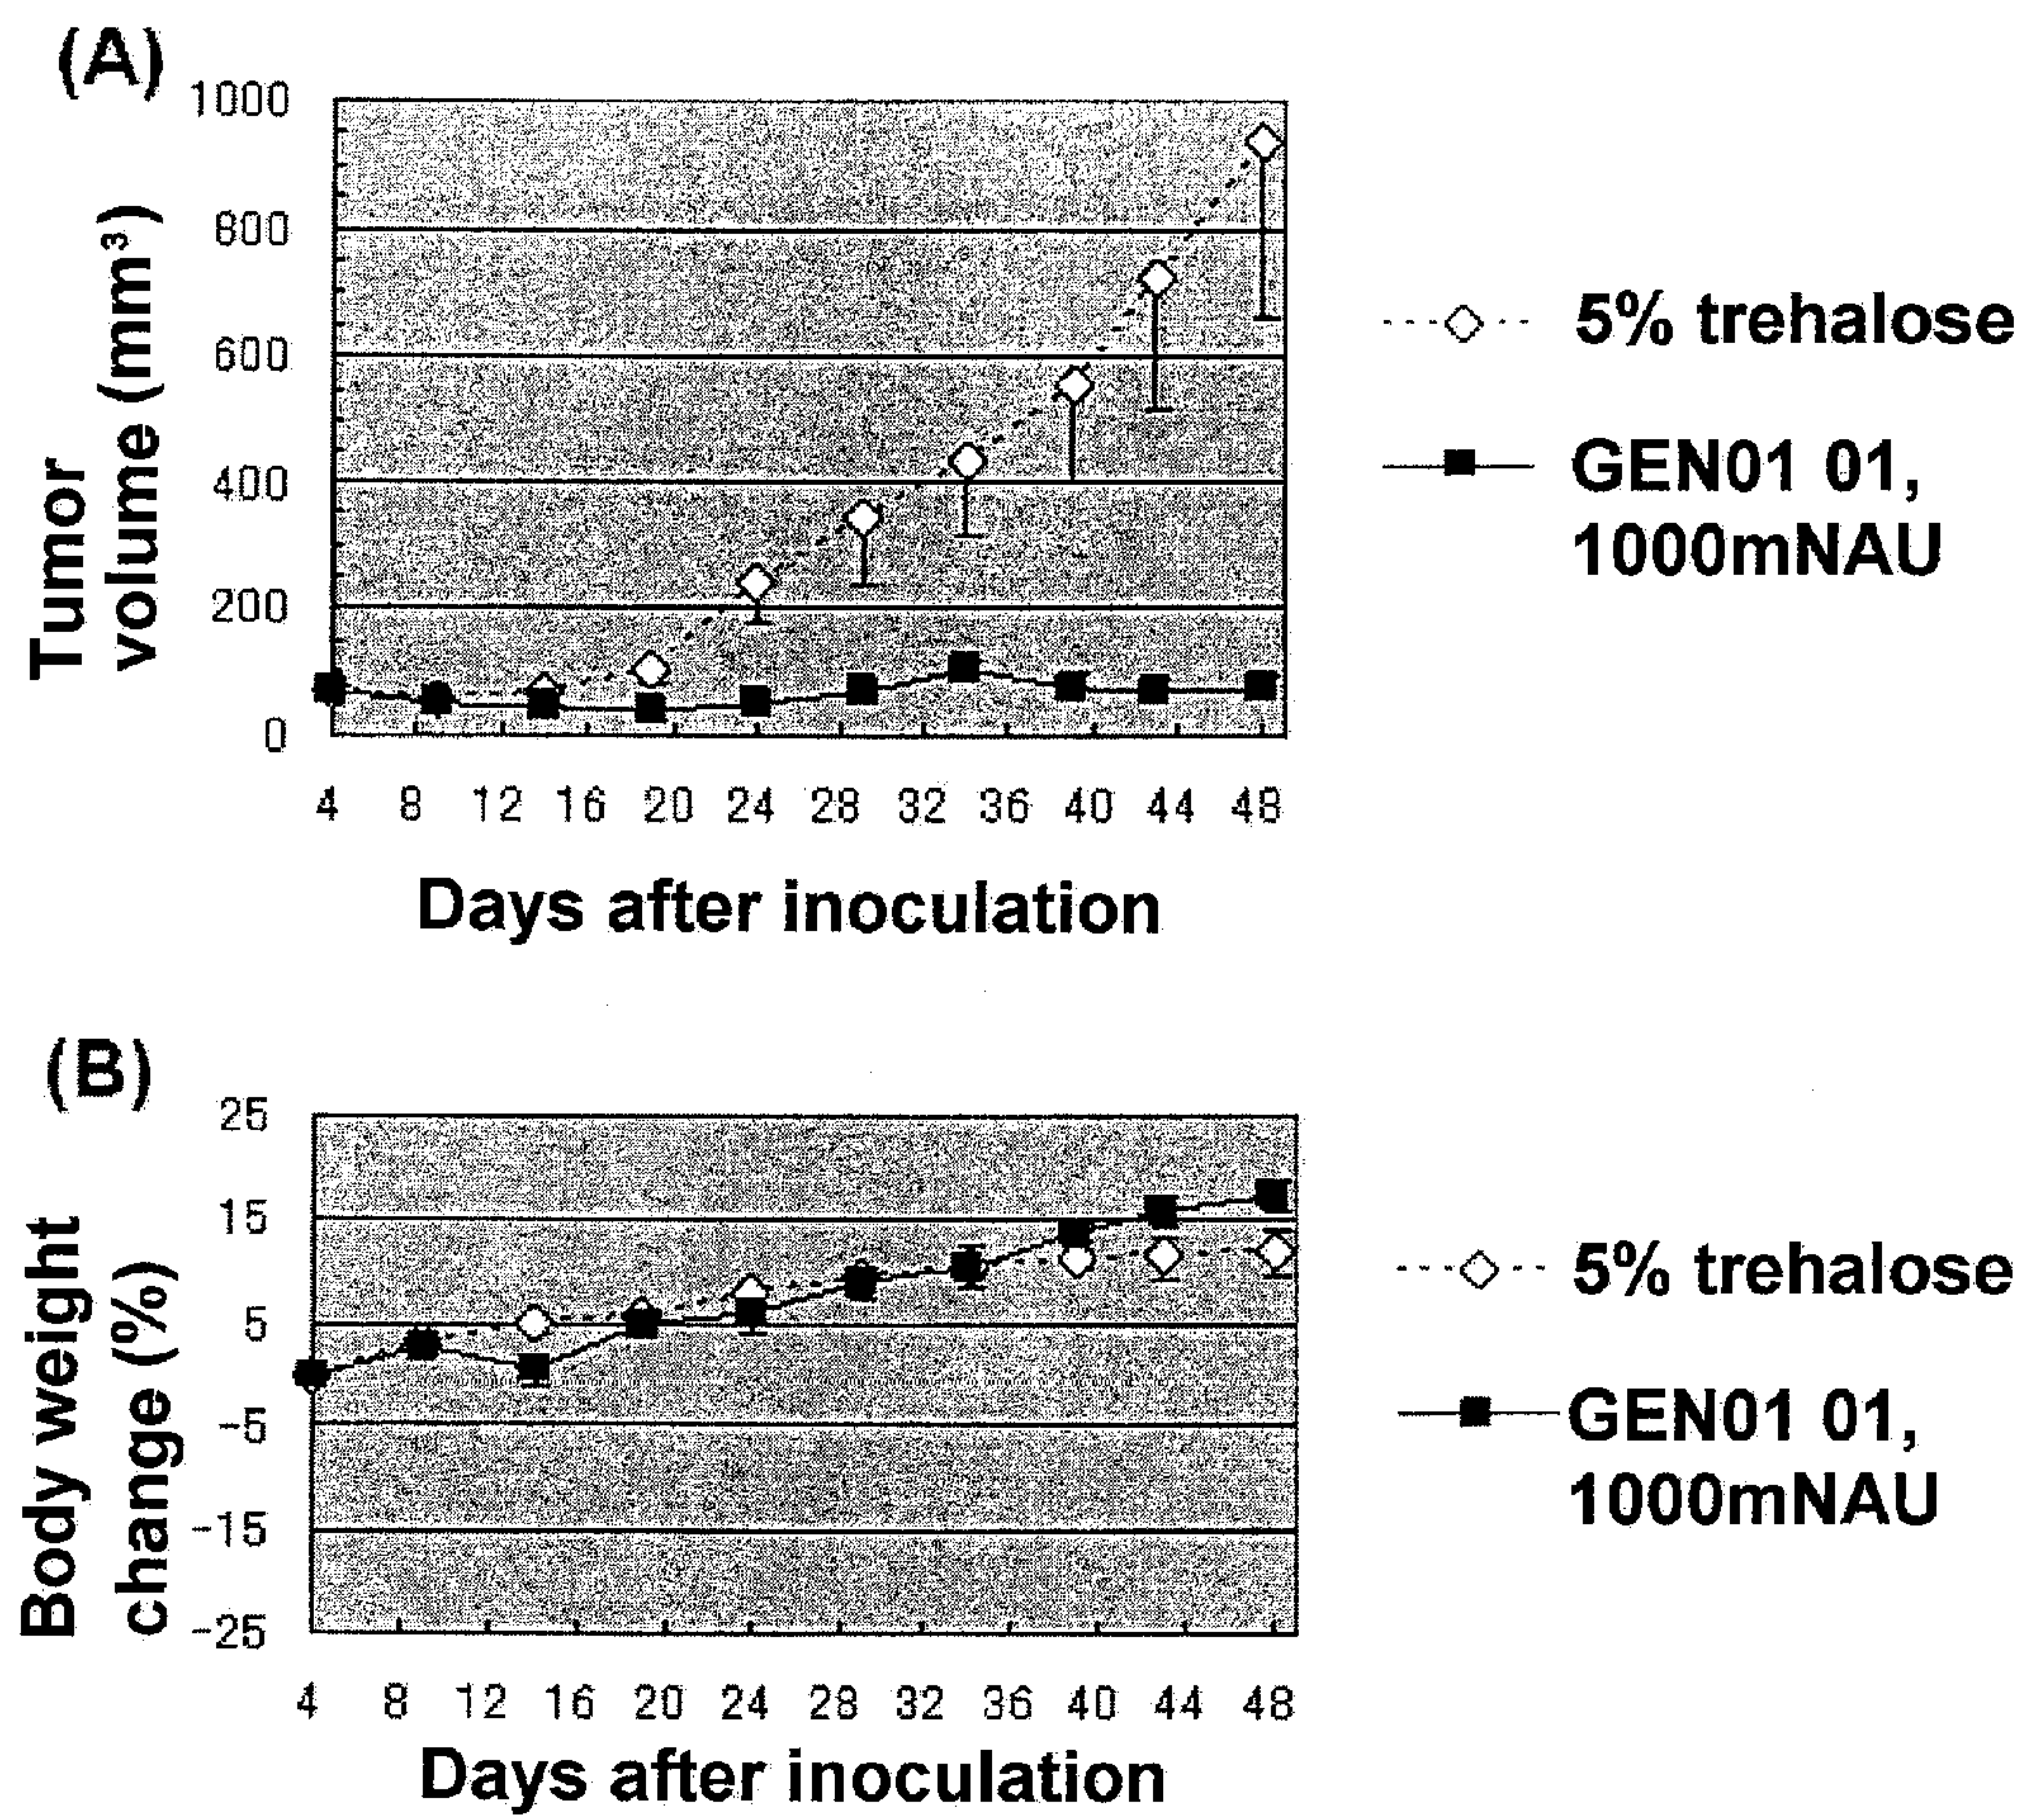 (A)
1000
800
600
400
200
0
Tumor
volume (mm³)
4 8 12 16 20 24 28 32 36 40 44 48
Days after inoculation
5% trehalose
GEN01 01,
1000mNAU
(B)
25
15
5
-5
-15
-25
Body weight
change (%)
4 8 12 16 20 24 28 32 36 40 44 48
Days after inoculation
5% trehalose
GEN01 01,
1000mNAU